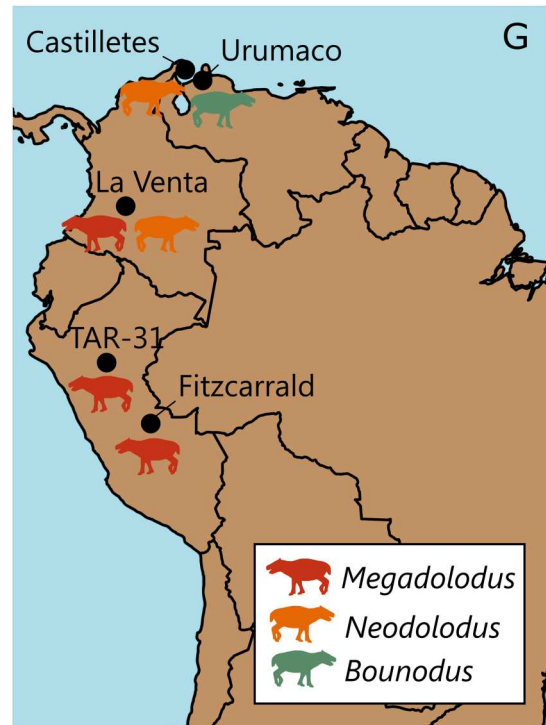 G
Castilletes
Urumaco
La Venta
TAR-31
Fitzcarrald
Megadolodus
Neodolodus
Bounodus